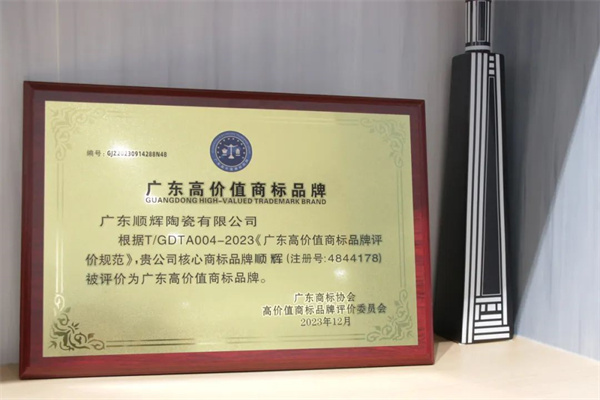 编号：GJZ20230914288N48
广东高价值商标品牌
GUANGDONG HIGH-VALUED TRADEMARK BRAND
广东顺辉陶瓷有限公司
根据T/GDTA004-2023《广东高价值商标品牌评
价规范》，贵公司核心商标品牌顺辉（注册号:4844178）
被评价为广东高价值商标品牌。
广东商标协会
高价值商标品牌评价委员会
2023年12月